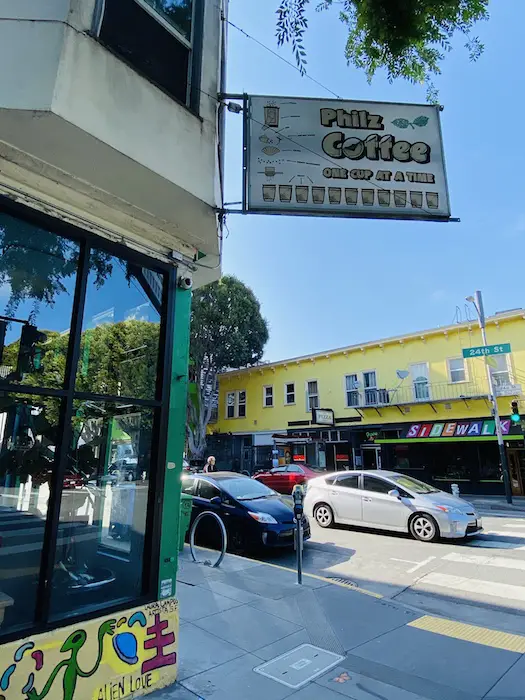 Philz
Coffee
ONE CUP AT A TIME
24th St
SIDEWALK
ALIEN LOVE